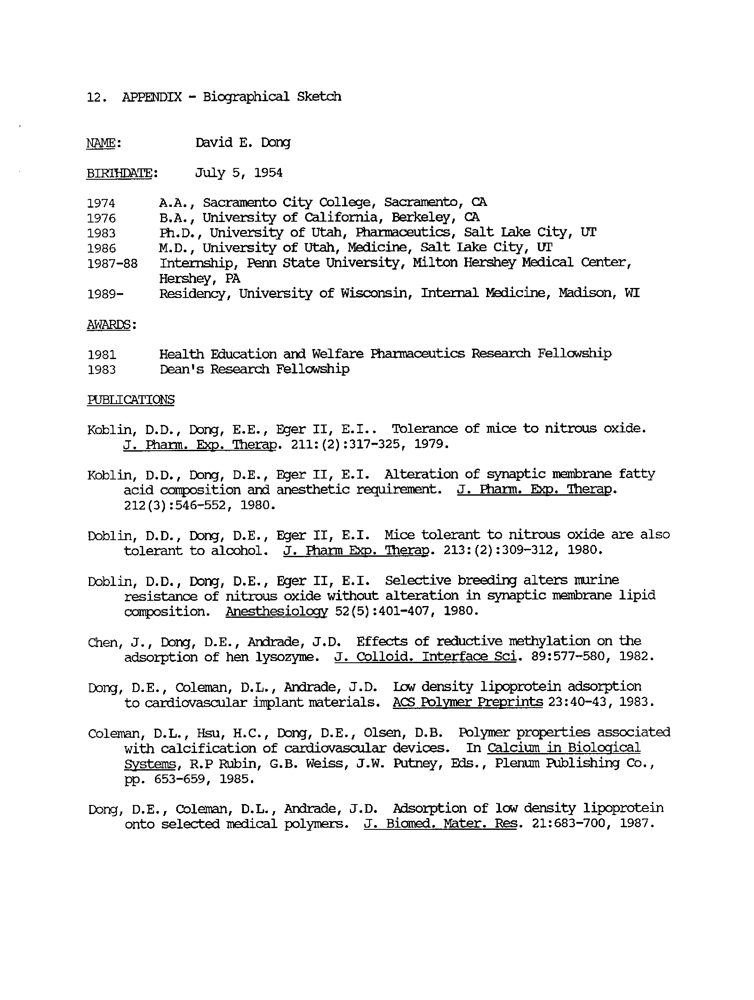 12. APPENDIX - Biographical Sketch
NAME: David E. Dong
BIRTHDATE: July 5, 1954
1974 A.A., Sacramento City College, Sacramento, CA
1976 B.A., University of California, Berkeley, CA
1983 Ph.D., University of Utah, Pharmaceutics, Salt Lake City, UT
1986 M.D., University of Utah, Medicine, Salt Lake City, UT
1987-88 Internship, Penn State University, Milton Hershey Medical Center,
Hershey, PA
1989- Residency, University of Wisconsin, Internal Medicine, Madison, WI
AWARDS:
1981 Health Education and Welfare Pharmaceutics Research Fellowship
1983 Dean's Research Fellowship
PUBLICATIONS
Koblin, D.D., Dong, E.E., Eger II, E.I.. Tolerance of mice to nitrous oxide.
J. Pharm. Exp. Therap. 211:(2):317-325, 1979.
Koblin, D.D., Dong, D.E., Eger II, E.I. Alteration of synaptic membrane fatty
acid composition and anesthetic requirement. J. Pharm. Exp. Therap.
212(3):546-552, 1980.
Doblin, D.D., Dong, D.E., Eger II, E.I. Mice tolerant to nitrous oxide are also
tolerant to alcohol. J. Pharm Exp. Therap. 213:(2):309-312, 1980.
Doblin, D.D., Dong, D.E., Eger II, E.I. Selective breeding alters murine
resistance of nitrous oxide without alteration in synaptic membrane lipid
composition. Anesthesiology 52(5):401-407, 1980.
Chen, J., Dong, D.E., Andrade, J.D. Effects of reductive methylation on the
adsorption of hen lysozyme. J. Colloid. Interface Sci. 89:577-580, 1982.
Dong, D.E., Coleman, D.L., Andrade, J.D. Low density lipoprotein adsorption
to cardiovascular implant materials. ACS Polymer Preprints 23:40-43, 1983.
Coleman, D.L., Hsu, H.C., Dong, D.E., Olsen, D.B. Polymer properties associated
with calcification of cardiovascular devices. In Calcium in Biological
Systems, R.P Rubin, G.B. Weiss, J.W. Putney, Eds., Plenum Publishing Co.,
pp. 653-659, 1985.
Dong, D.E., Coleman, D.L., Andrade, J.D. Adsorption of low density lipoprotein
onto selected medical polymers. J. Biomed. Mater. Res. 21:683-700, 1987.